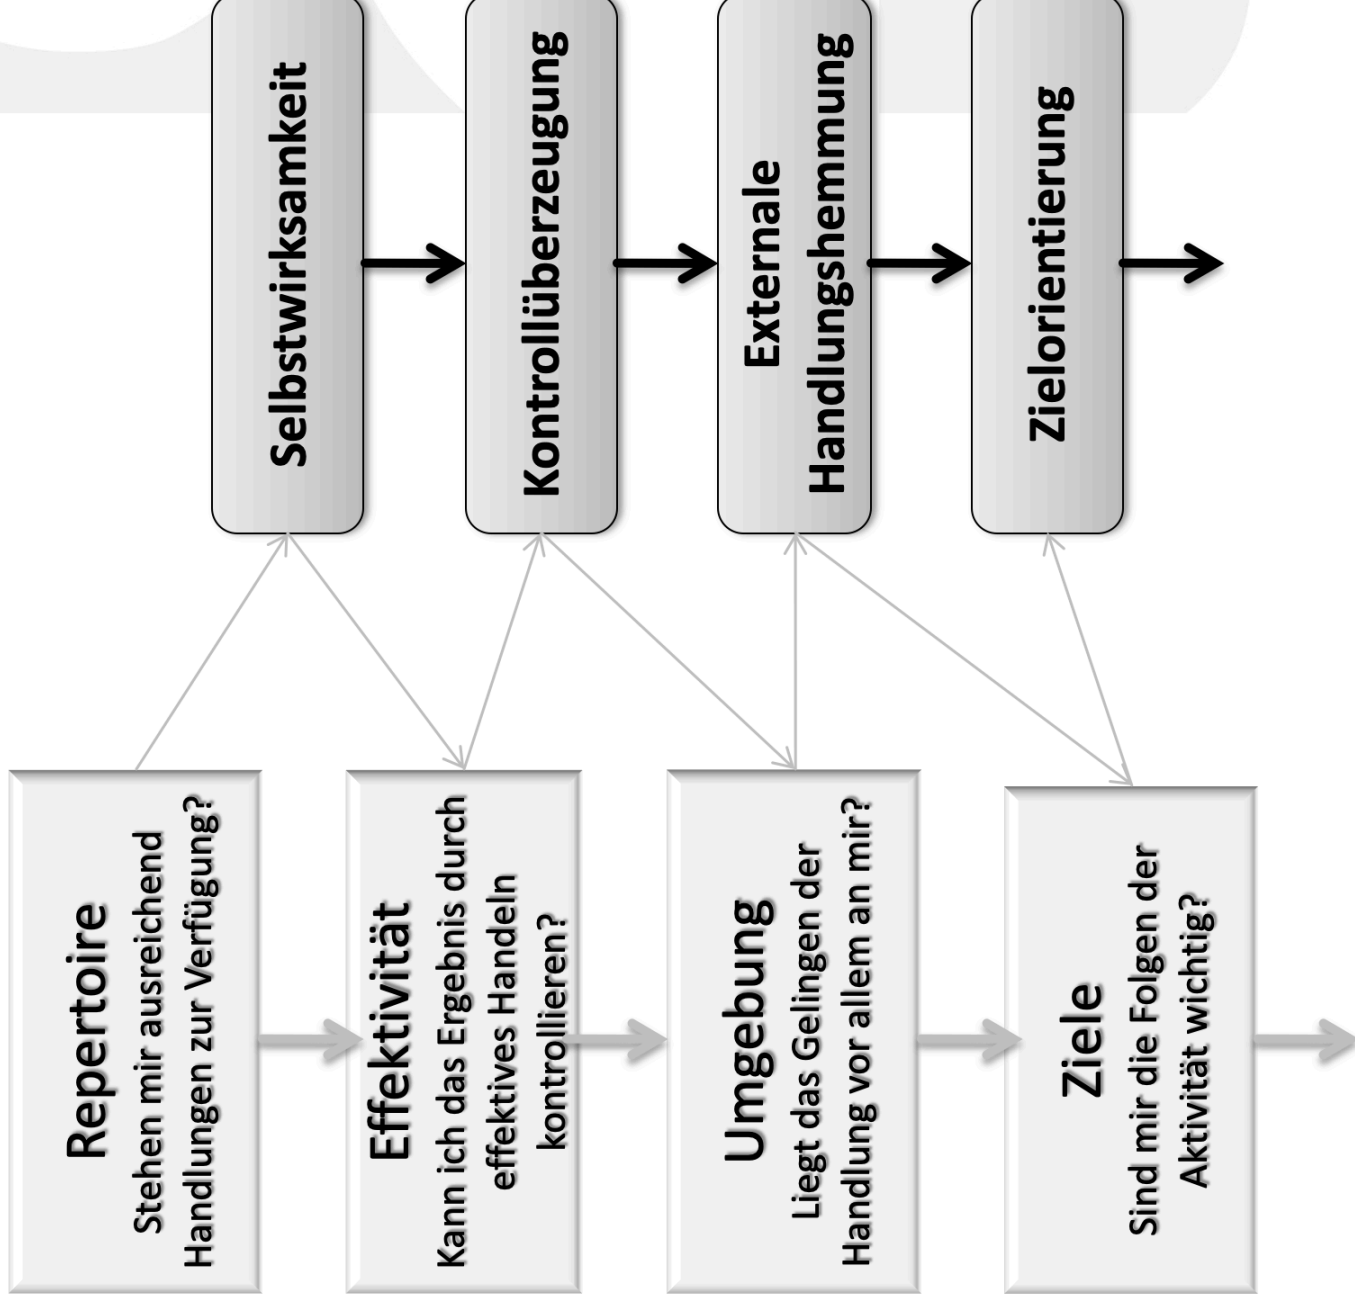 Repertoire
Stehen mir ausreichend
Handlungen zur Verfügung?
Effektivität
Kann ich das Ergebnis durch
effektives Handeln
kontrollieren?
Umgebung
Liegt das Gelingen der
Handlung vor allem an mir?
Ziele
Sind mir die Folgen der
Aktivität wichtig?
Selbstwirksamkeit
Kontrollüberzeugung
Externale
Handlungshemmung
Zielorientierung